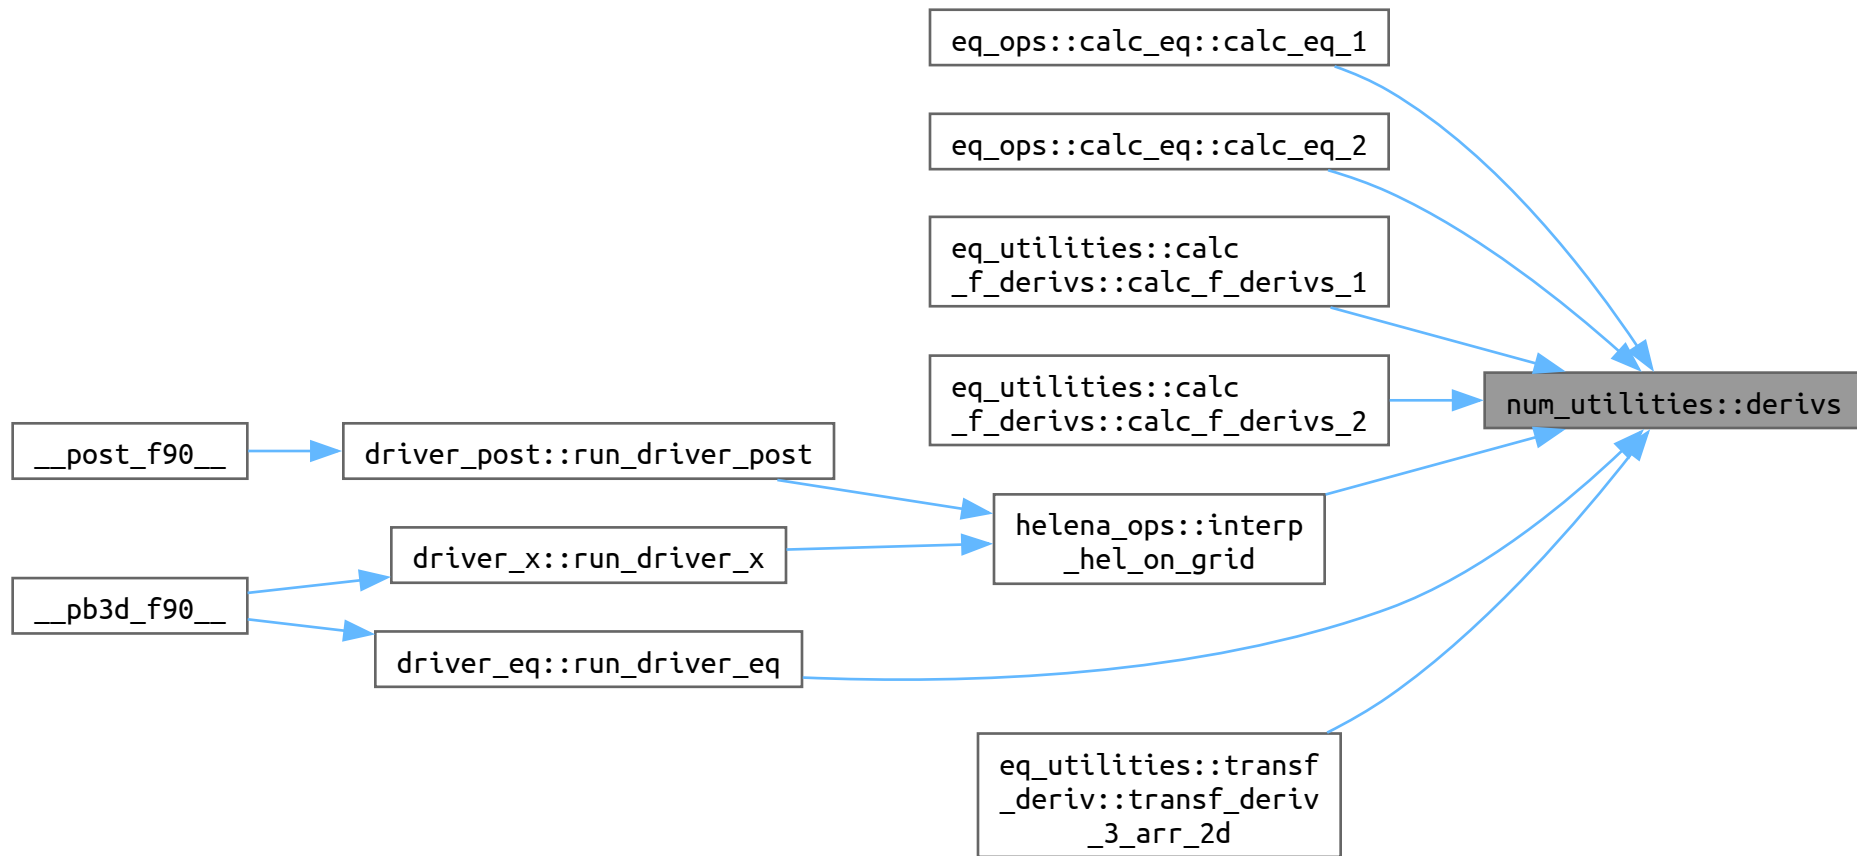 eq_ops::calc_eq::calc_eq_1
eq_ops::calc_eq::calc_eq_2
eq_utilities::calc
_f_derivs::calc_f_derivs_1
eq_utilities::calc
_f_derivs::calc_f_derivs_2
num_utilities::derivs
__post_f90__
driver_post::run_driver_post
helena_ops::interp
_hel_on_grid
driver_x::run_driver_x
__pb3d_f90__
driver_eq::run_driver_eq
eq_utilities::transf
_deriv::transf_deriv
_3_arr_2d